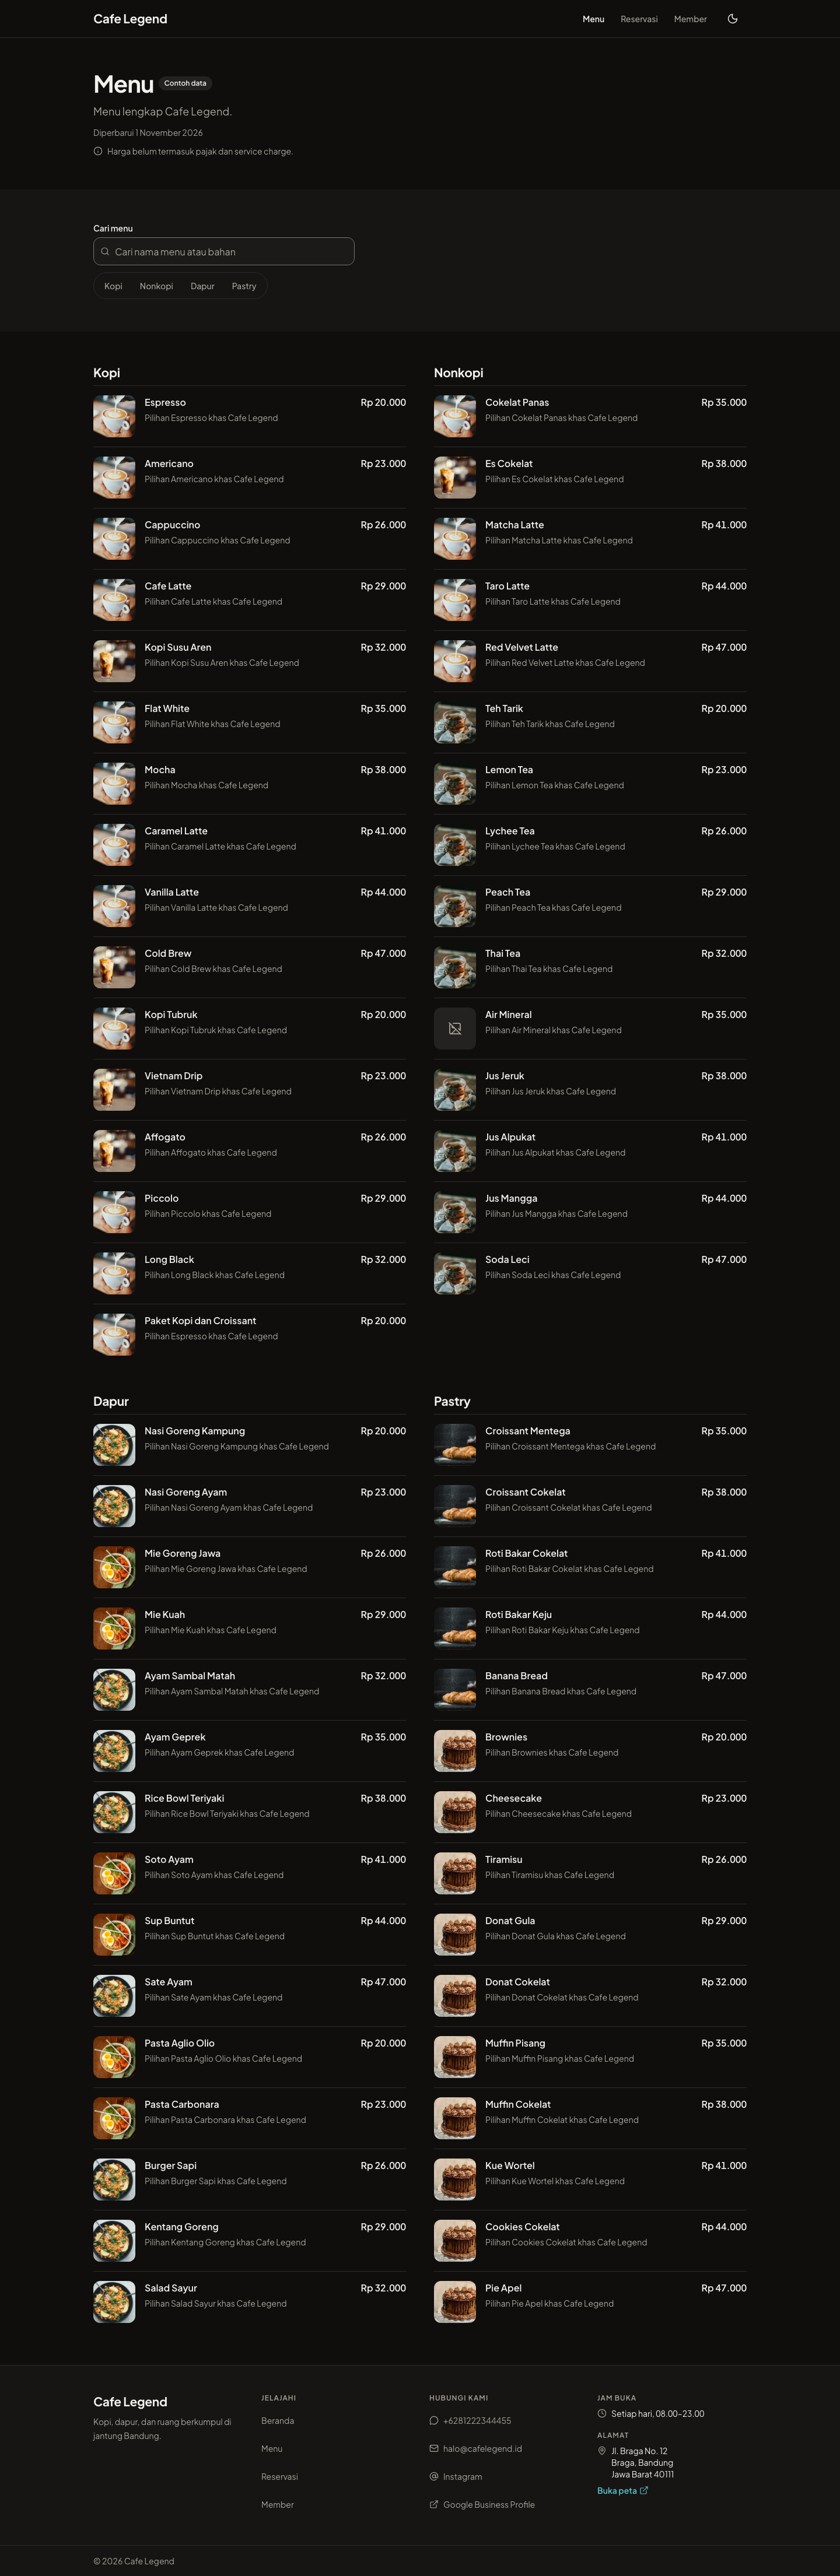 Cafe Legend
Menu
Reservasi
Member
Menu
Contoh data
Menu lengkap Cafe Legend.
Diperbarui 1 November 2026
Harga belum termasuk pajak dan service charge.
Cari menu
Cari nama menu atau bahan
Kopi
Nonkopi
Dapur
Pastry
Kopi
Espresso Rp 20.000
Pilihan Espresso khas Cafe Legend
Americano Rp 23.000
Pilihan Americano khas Cafe Legend
Cappuccino Rp 26.000
Pilihan Cappuccino khas Cafe Legend
Cafe Latte Rp 29.000
Pilihan Cafe Latte khas Cafe Legend
Kopi Susu Aren Rp 32.000
Pilihan Kopi Susu Aren khas Cafe Legend
Flat White Rp 35.000
Pilihan Flat White khas Cafe Legend
Mocha Rp 38.000
Pilihan Mocha khas Cafe Legend
Caramel Latte Rp 41.000
Pilihan Caramel Latte khas Cafe Legend
Vanilla Latte Rp 44.000
Pilihan Vanilla Latte khas Cafe Legend
Cold Brew Rp 47.000
Pilihan Cold Brew khas Cafe Legend
Kopi Tubruk Rp 20.000
Pilihan Kopi Tubruk khas Cafe Legend
Vietnam Drip Rp 23.000
Pilihan Vietnam Drip khas Cafe Legend
Affogato Rp 26.000
Pilihan Affogato khas Cafe Legend
Piccolo Rp 29.000
Pilihan Piccolo khas Cafe Legend
Long Black Rp 32.000
Pilihan Long Black khas Cafe Legend
Paket Kopi dan Croissant Rp 20.000
Pilihan Espresso khas Cafe Legend
Nonkopi
Cokelat Panas Rp 35.000
Pilihan Cokelat Panas khas Cafe Legend
Es Cokelat Rp 38.000
Pilihan Es Cokelat khas Cafe Legend
Matcha Latte Rp 41.000
Pilihan Matcha Latte khas Cafe Legend
Taro Latte Rp 44.000
Pilihan Taro Latte khas Cafe Legend
Red Velvet Latte Rp 47.000
Pilihan Red Velvet Latte khas Cafe Legend
Teh Tarik Rp 20.000
Pilihan Teh Tarik khas Cafe Legend
Lemon Tea Rp 23.000
Pilihan Lemon Tea khas Cafe Legend
Lychee Tea Rp 26.000
Pilihan Lychee Tea khas Cafe Legend
Peach Tea Rp 29.000
Pilihan Peach Tea khas Cafe Legend
Thai Tea Rp 32.000
Pilihan Thai Tea khas Cafe Legend
Air Mineral Rp 35.000
Pilihan Air Mineral khas Cafe Legend
Jus Jeruk Rp 38.000
Pilihan Jus Jeruk khas Cafe Legend
Jus Alpukat Rp 41.000
Pilihan Jus Alpukat khas Cafe Legend
Jus Mangga Rp 44.000
Pilihan Jus Mangga khas Cafe Legend
Soda Leci Rp 47.000
Pilihan Soda Leci khas Cafe Legend
Dapur
Nasi Goreng Kampung Rp 20.000
Pilihan Nasi Goreng Kampung khas Cafe Legend
Nasi Goreng Ayam Rp 23.000
Pilihan Nasi Goreng Ayam khas Cafe Legend
Mie Goreng Jawa Rp 26.000
Pilihan Mie Goreng Jawa khas Cafe Legend
Mie Kuah Rp 29.000
Pilihan Mie Kuah khas Cafe Legend
Ayam Sambal Matah Rp 32.000
Pilihan Ayam Sambal Matah khas Cafe Legend
Ayam Geprek Rp 35.000
Pilihan Ayam Geprek khas Cafe Legend
Rice Bowl Teriyaki Rp 38.000
Pilihan Rice Bowl Teriyaki khas Cafe Legend
Soto Ayam Rp 41.000
Pilihan Soto Ayam khas Cafe Legend
Sup Buntut Rp 44.000
Pilihan Sup Buntut khas Cafe Legend
Sate Ayam Rp 47.000
Pilihan Sate Ayam khas Cafe Legend
Pasta Aglio Olio Rp 20.000
Pilihan Pasta Aglio Olio khas Cafe Legend
Pasta Carbonara Rp 23.000
Pilihan Pasta Carbonara khas Cafe Legend
Burger Sapi Rp 26.000
Pilihan Burger Sapi khas Cafe Legend
Kentang Goreng Rp 29.000
Pilihan Kentang Goreng khas Cafe Legend
Salad Sayur Rp 32.000
Pilihan Salad Sayur khas Cafe Legend
Pastry
Croissant Mentega Rp 35.000
Pilihan Croissant Mentega khas Cafe Legend
Croissant Cokelat Rp 38.000
Pilihan Croissant Cokelat khas Cafe Legend
Roti Bakar Cokelat Rp 41.000
Pilihan Roti Bakar Cokelat khas Cafe Legend
Roti Bakar Keju Rp 44.000
Pilihan Roti Bakar Keju khas Cafe Legend
Banana Bread Rp 47.000
Pilihan Banana Bread khas Cafe Legend
Brownies Rp 20.000
Pilihan Brownies khas Cafe Legend
Cheesecake Rp 23.000
Pilihan Cheesecake khas Cafe Legend
Tiramisu Rp 26.000
Pilihan Tiramisu khas Cafe Legend
Donat Gula Rp 29.000
Pilihan Donat Gula khas Cafe Legend
Donat Cokelat Rp 32.000
Pilihan Donat Cokelat khas Cafe Legend
Muffin Pisang Rp 35.000
Pilihan Muffin Pisang khas Cafe Legend
Muffin Cokelat Rp 38.000
Pilihan Muffin Cokelat khas Cafe Legend
Kue Wortel Rp 41.000
Pilihan Kue Wortel khas Cafe Legend
Cookies Cokelat Rp 44.000
Pilihan Cookies Cokelat khas Cafe Legend
Pie Apel Rp 47.000
Pilihan Pie Apel khas Cafe Legend
Cafe Legend
Kopi, dapur, dan ruang berkumpul di
jantung Bandung.
JELAJAHI
Beranda
Menu
Reservasi
Member
HUBUNGI KAMI
+6281222344455
halo@cafelegend.id
Instagram
Google Business Profile
JAM BUKA
Setiap hari, 08.00–23.00
ALAMAT
Jl. Braga No. 12
Braga, Bandung
Jawa Barat 40111
Buka peta
© 2026 Cafe Legend